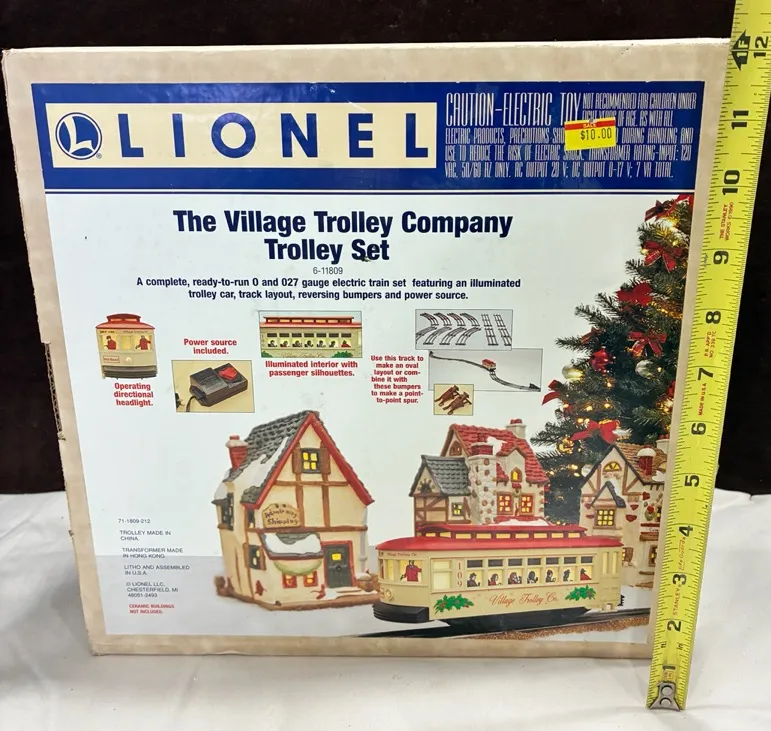 LIONEL
CAUTION-ELECTRIC TOY NOT RECOMMENDED FOR CHILDREN UNDER
OF AGE. AS WITH ALL
ELECTRIC PRODUCTS, PRECAUTIONS DURING HANDLING AND
USE TO REDUCE THE RISK OF ELECTRIC TRANSFORMER RATING-INPUT: 120
VAC, 50/60 HZ ONLY. AC OUTPUT 20 V; DC OUTPUT 0-17 V; 7 VA TOTAL.
$10.00
The Village Trolley Company
Trolley Set
6-11809
A complete, ready-to-run O and O27 gauge electric train set featuring an illuminated
trolley car, track layout, reversing bumpers and power source.
Operating
directional
headlight.
Power source
included.
Illuminated interior with
passenger silhouettes.
Use this track to
make an oval
layout or com-
bine it with
these bumpers
to make a point-
to-point spur.
71-1809-212
TROLLEY MADE IN
CHINA.
TRANSFORMER MADE
IN HONG KONG.
LITHO AND ASSEMBLED
IN U.S.A.
© LIONEL LLC.
CHESTERFIELD, MI
48051-2493
CERAMIC BUILDINGS
NOT INCLUDED.
Shipping
109
Village Trolley Co.
12
11
10
9
8
7
6
5
4
3
2
1
MADE IN U.S.A.
STANLEY